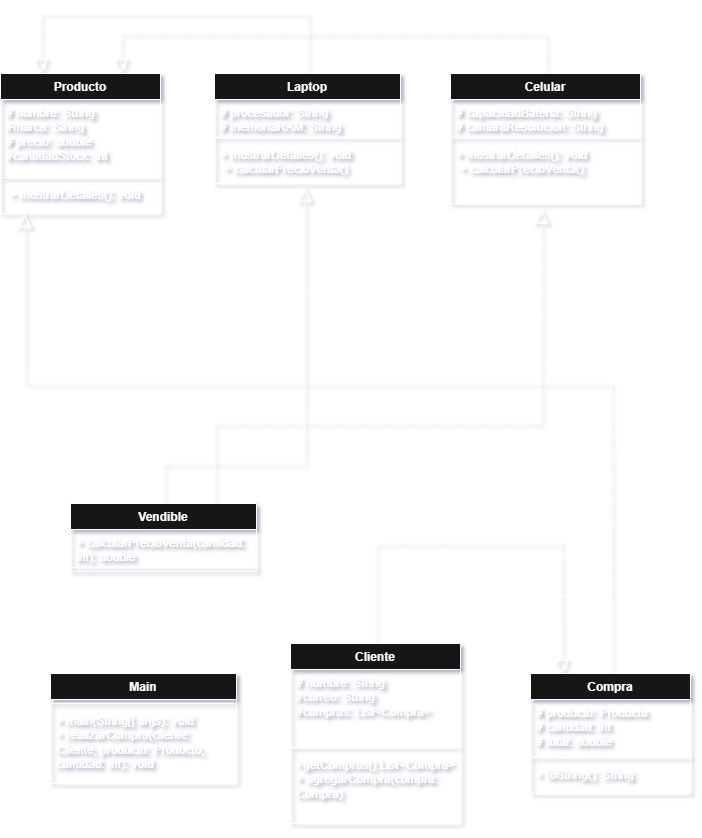 Producto
# nombre: String
#marca: String
# precio: double
#cantidadStock: int
+ mostrarDetalles(): void
Laptop
# procesador: String
# memoriaRAM: String
+ mostrarDetalles(): void
+ calcularPrecioVenta()
Celular
# capacidadBateria: String
# camaraResolucion: String
+ mostrarDetalles(): void
+ calcularPrecioVenta()
Vendible
+ calcularPrecioVenta(cantidad:
int): double
Main
+ main(String[] args): void
+ realizarCompra(cliente:
Cliente, producto: Producto,
cantidad: int): void
Cliente
# nombre: String
#correo: String
#compras: List<Compra>
+getCompras():List<Compra>
+ agregarCompra(compra:
Compra)
Compra
# producto: Producto
# cantidad: int
# total: double
+ toString(): String